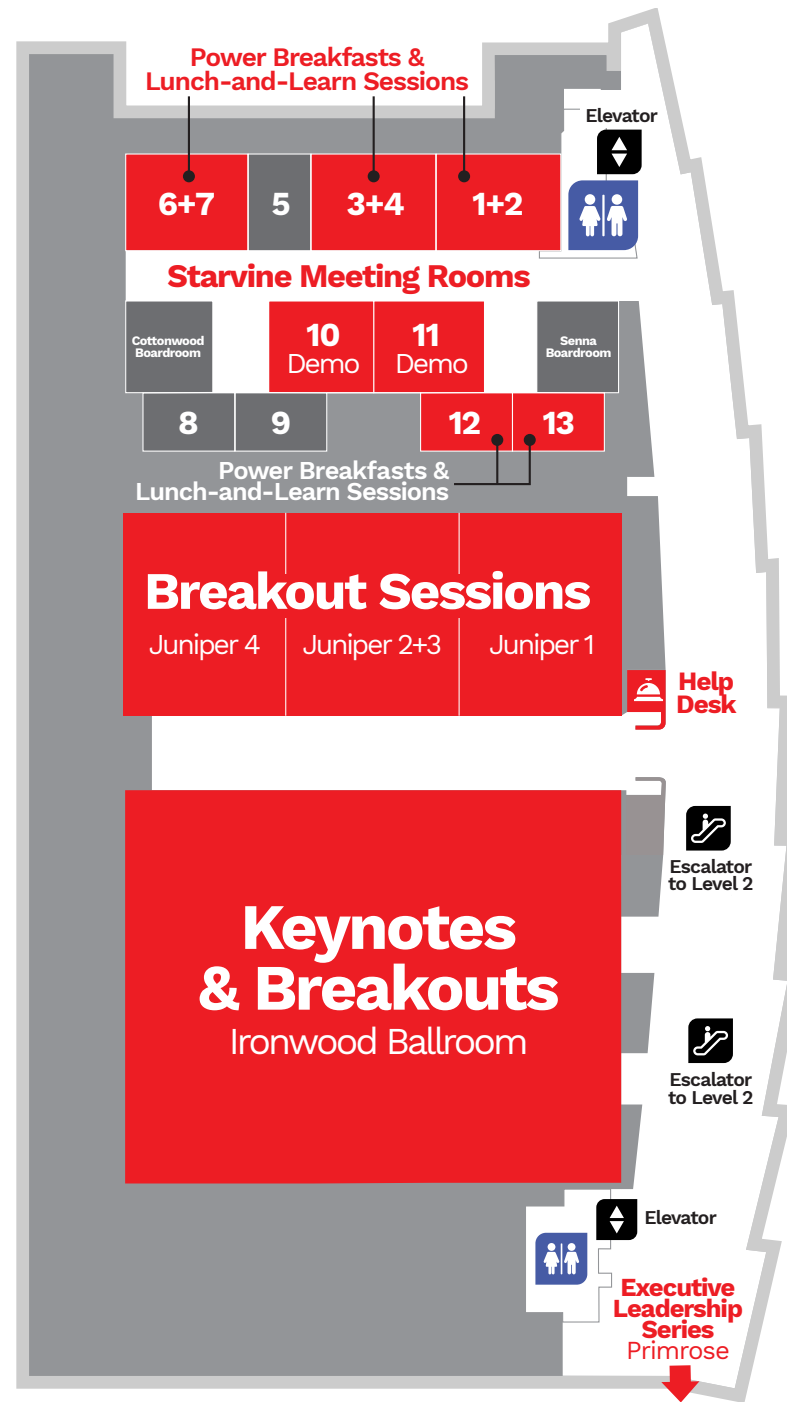 Power Breakfasts &
Lunch-and-Learn Sessions
Elevator
6+7
5
3+4
1+2
Starvine Meeting Rooms
Cottonwood
Boardroom
10
Demo
11
Demo
Senna
Boardroom
8
9
12
13
Power Breakfasts &
Lunch-and-Learn Sessions
Breakout Sessions
Juniper 4
Juniper 2+3
Juniper 1
Help
Desk
Escalator
to Level 2
Keynotes
& Breakouts
Ironwood Ballroom
Escalator
to Level 2
Elevator
Executive
Leadership
Series
Primrose